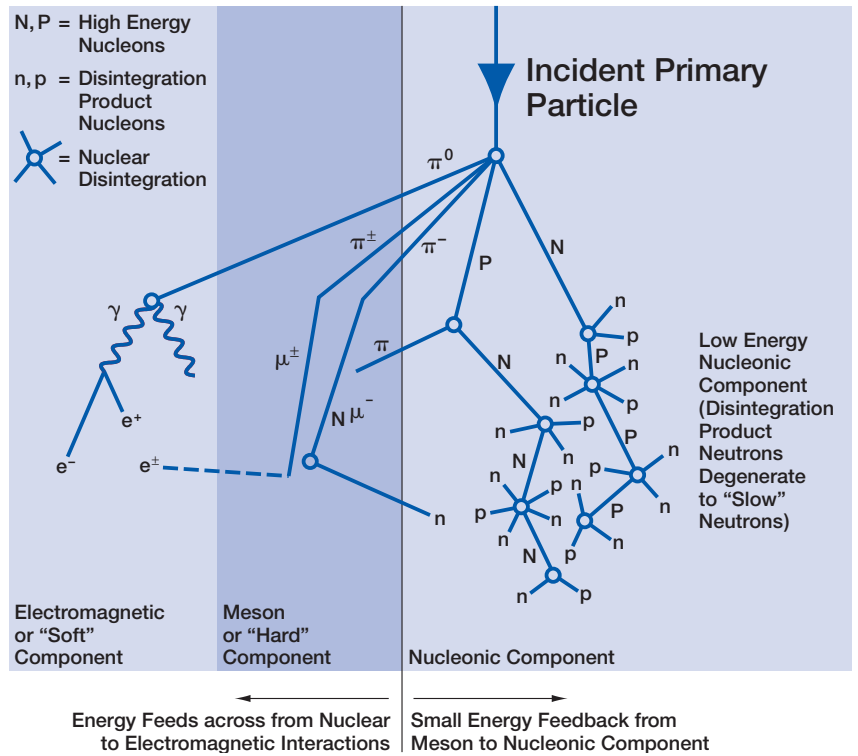 N, P = High Energy
Nucleons
n, p = Disintegration
Product
Nucleons
= Nuclear
Disintegration
Incident Primary
Particle
π⁰
π±
π⁻
P
N
γ
γ
μ±
π
N
μ⁻
N
e⁺
e⁻
e±
n
n
p
P
n
n
n
p
P
p
n
n
n
P
n
p
n
n
p
n
N
p
p
n
n
n
N
n
p
Low Energy
Nucleonic
Component
(Disintegration
Product
Neutrons
Degenerate
to “Slow”
Neutrons)
Electromagnetic
or “Soft”
Component
Meson
or “Hard”
Component
Nucleonic Component
Energy Feeds across from Nuclear
to Electromagnetic Interactions
Small Energy Feedback from
Meson to Nucleonic Component